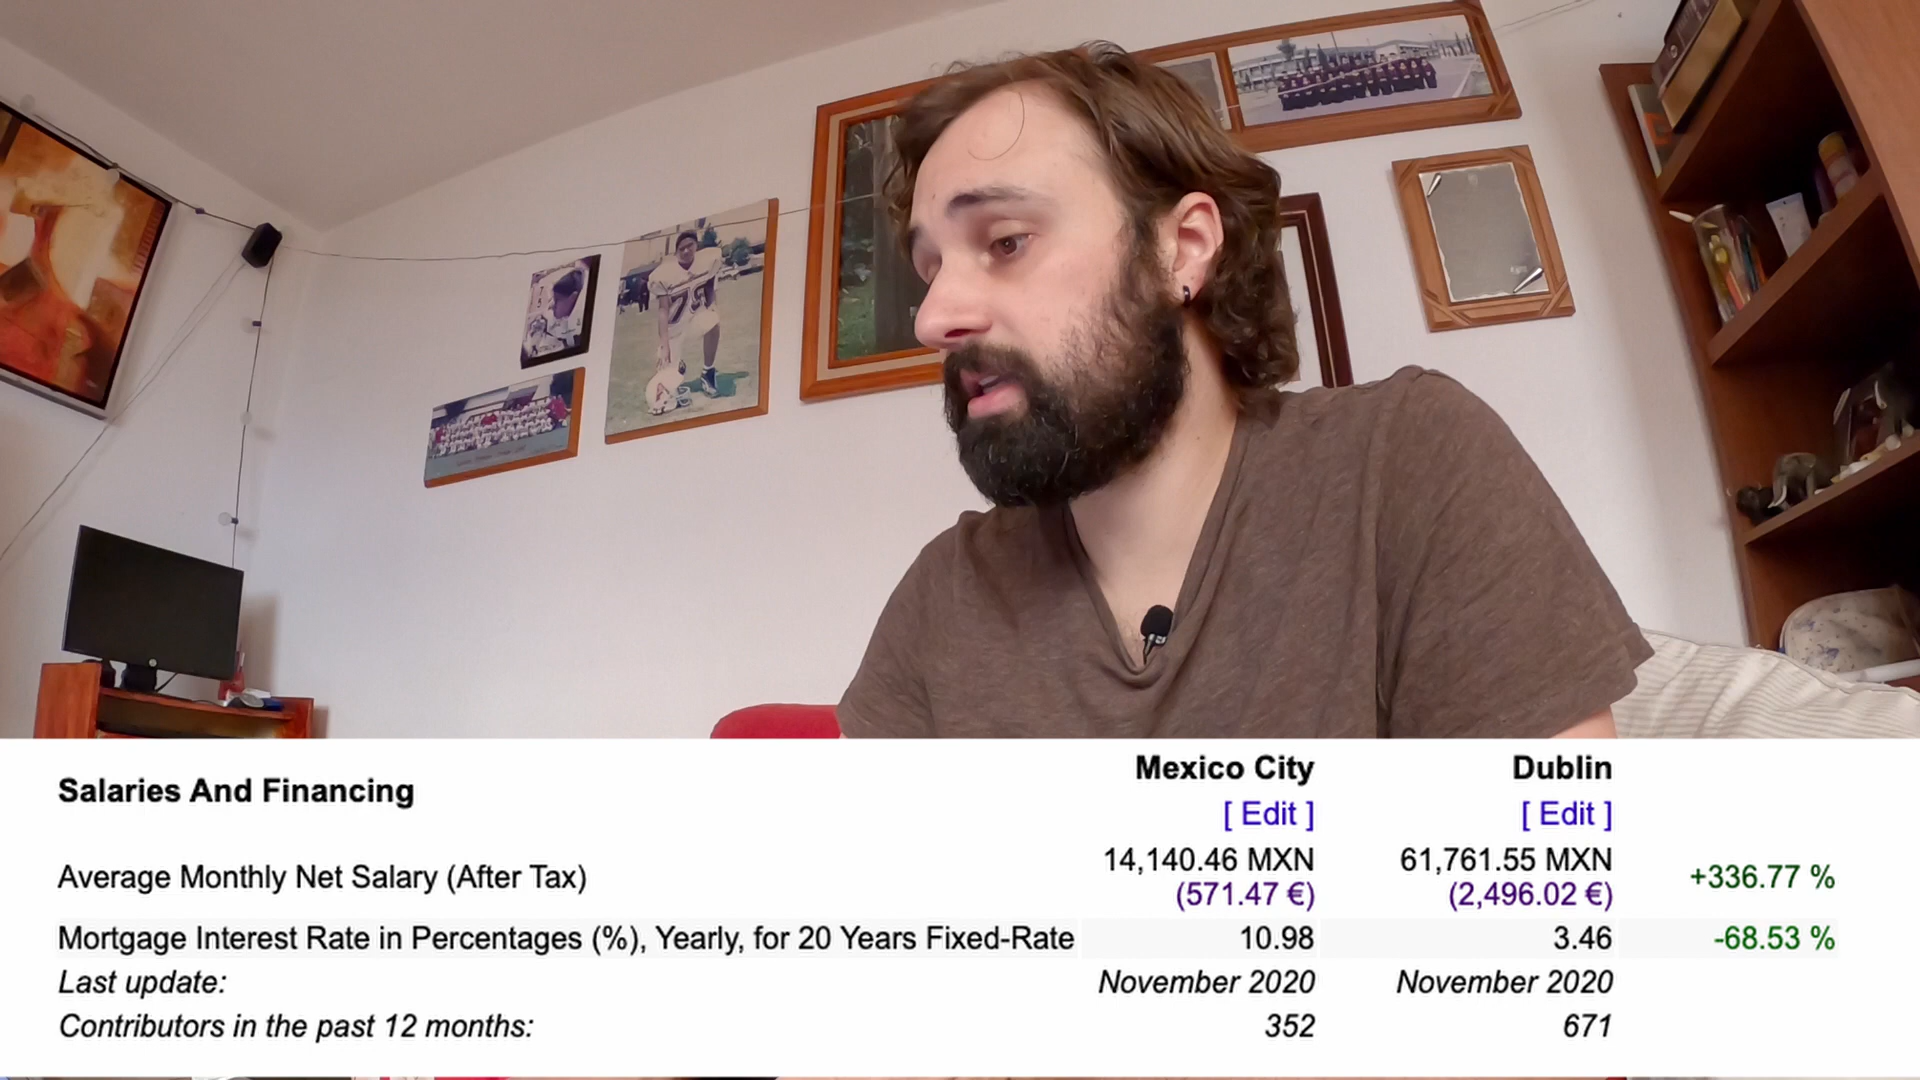 79
Mexico City Dublin
Salaries And Financing
[ Edit ] [ Edit ]
14,140.46 MXN 61,761.55 MXN
Average Monthly Net Salary (After Tax) +336.77 %
(571.47 €) (2,496.02 €)
Mortgage Interest Rate in Percentages (%), Yearly, for 20 Years Fixed-Rate 10.98 3.46 -68.53 %
Last update: November 2020 November 2020
Contributors in the past 12 months: 352 671